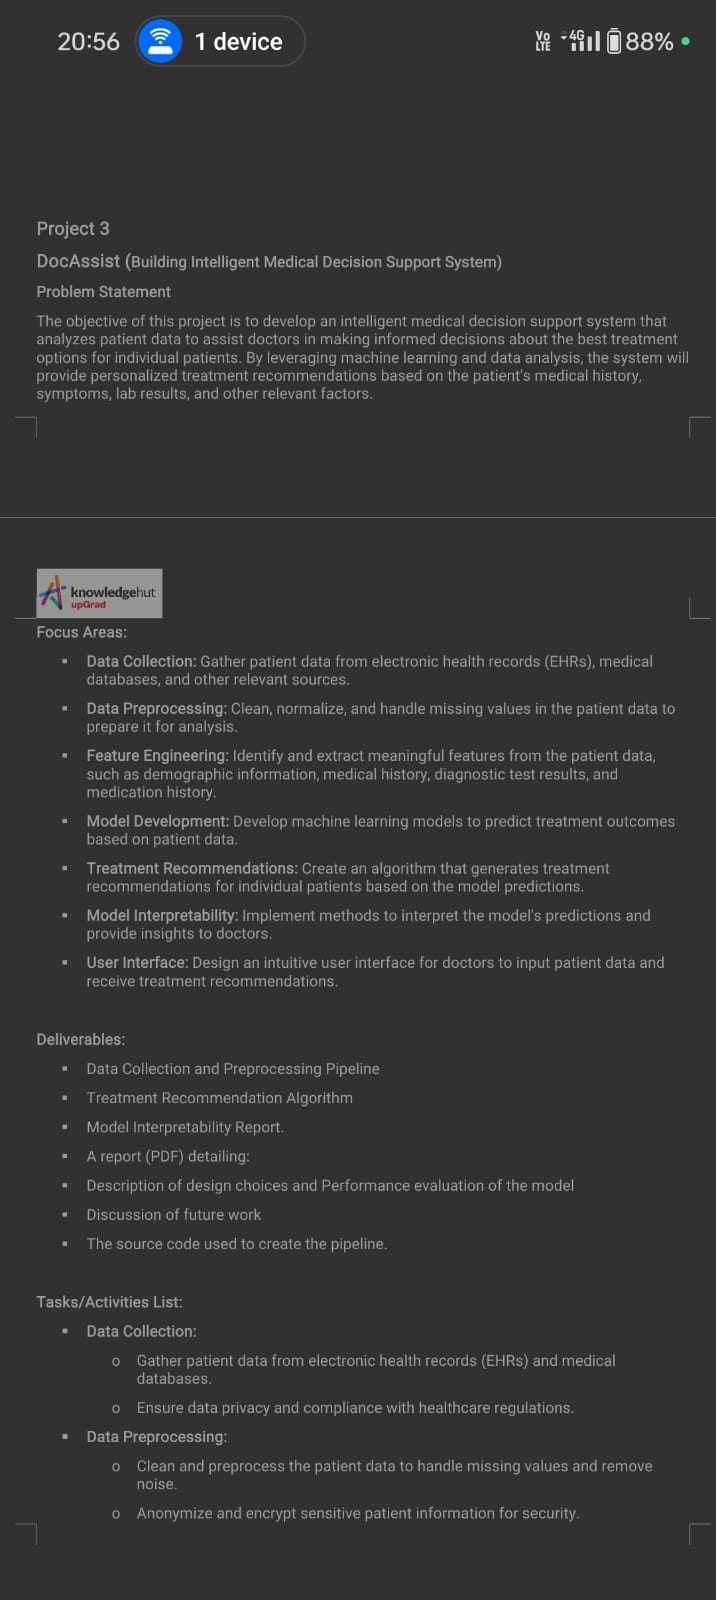 20:56 1 device VoLTE 4G 88%
Project 3
DocAssist (Building Intelligent Medical Decision Support System)
Problem Statement
The objective of this project is to develop an intelligent medical decision support system that
analyzes patient data to assist doctors in making informed decisions about the best treatment
options for individual patients. By leveraging machine learning and data analysis, the system will
provide personalized treatment recommendations based on the patient's medical history,
symptoms, lab results, and other relevant factors.
knowledgehut
upGrad
Focus Areas:
▪ Data Collection: Gather patient data from electronic health records (EHRs), medical
databases, and other relevant sources.
▪ Data Preprocessing: Clean, normalize, and handle missing values in the patient data to
prepare it for analysis.
▪ Feature Engineering: Identify and extract meaningful features from the patient data,
such as demographic information, medical history, diagnostic test results, and
medication history.
▪ Model Development: Develop machine learning models to predict treatment outcomes
based on patient data.
▪ Treatment Recommendations: Create an algorithm that generates treatment
recommendations for individual patients based on the model predictions.
▪ Model Interpretability: Implement methods to interpret the model's predictions and
provide insights to doctors.
▪ User Interface: Design an intuitive user interface for doctors to input patient data and
receive treatment recommendations.
Deliverables:
▪ Data Collection and Preprocessing Pipeline
▪ Treatment Recommendation Algorithm
▪ Model Interpretability Report.
▪ A report (PDF) detailing:
▪ Description of design choices and Performance evaluation of the model
▪ Discussion of future work
▪ The source code used to create the pipeline.
Tasks/Activities List:
▪ Data Collection:
o Gather patient data from electronic health records (EHRs) and medical
databases.
o Ensure data privacy and compliance with healthcare regulations.
▪ Data Preprocessing:
o Clean and preprocess the patient data to handle missing values and remove
noise.
o Anonymize and encrypt sensitive patient information for security.